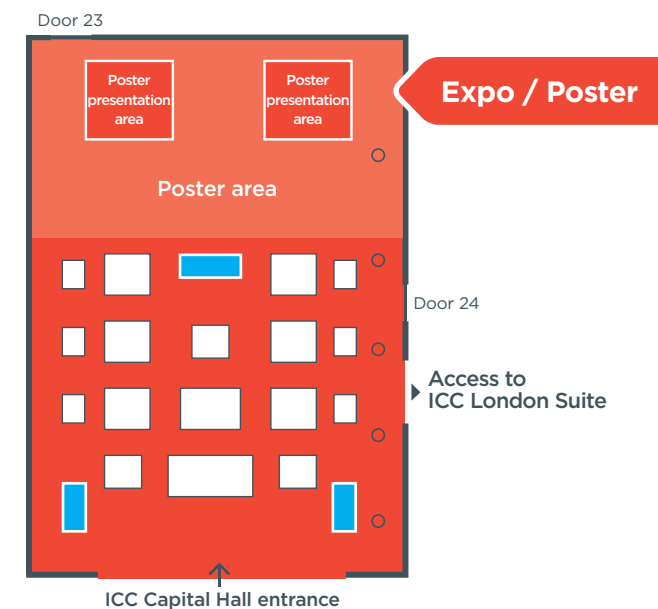 Door 23
Poster
presentation
area
Poster
presentation
area
Expo / Poster
Poster area
Door 24
Access to
ICC London Suite
ICC Capital Hall entrance